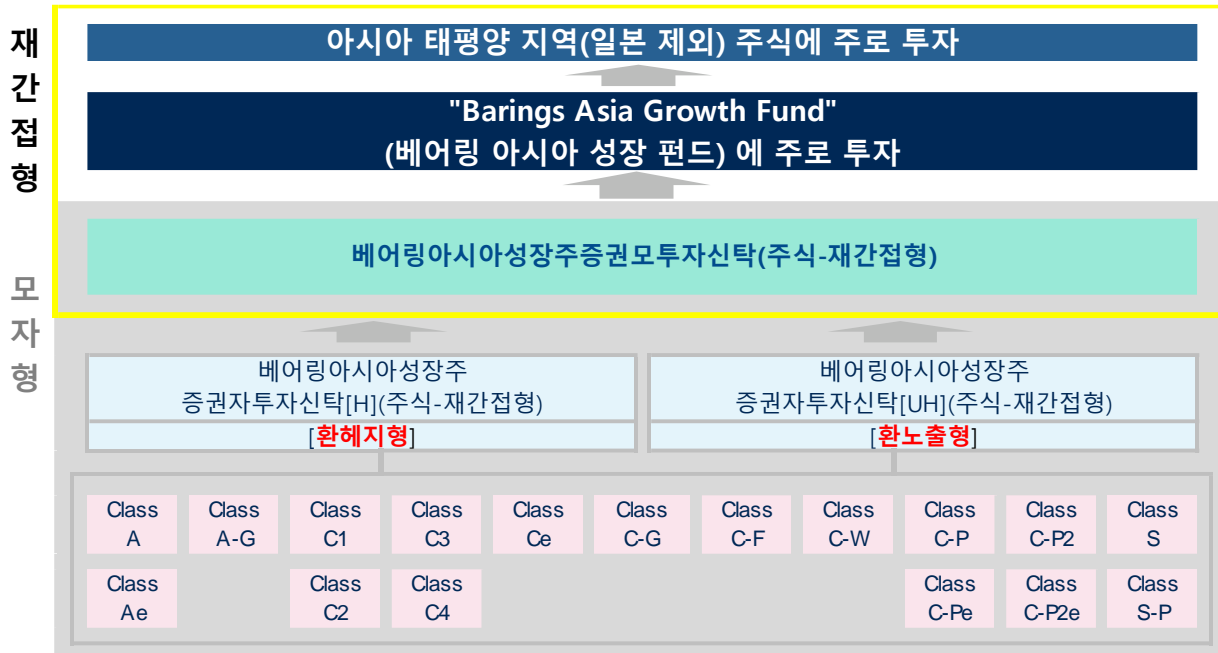 재
간
접
형
모
자
형
아시아 태평양 지역(일본 제외) 주식에 주로 투자
"Barings Asia Growth Fund"
(베어링 아시아 성장 펀드) 에 주로 투자
베어링아시아성장주증권모투자신탁(주식-재간접형)
베어링아시아성장주
증권자투자신탁[H](주식-재간접형)
[환헤지형]
베어링아시아성장주
증권자투자신탁[UH](주식-재간접형)
[환노출형]
Class
A
Class
A-G
Class
C1
Class
C3
Class
Ce
Class
C-G
Class
C-F
Class
C-W
Class
C-P
Class
C-P2
Class
S
Class
Ae
Class
C2
Class
C4
Class
C-Pe
Class
C-P2e
Class
S-P